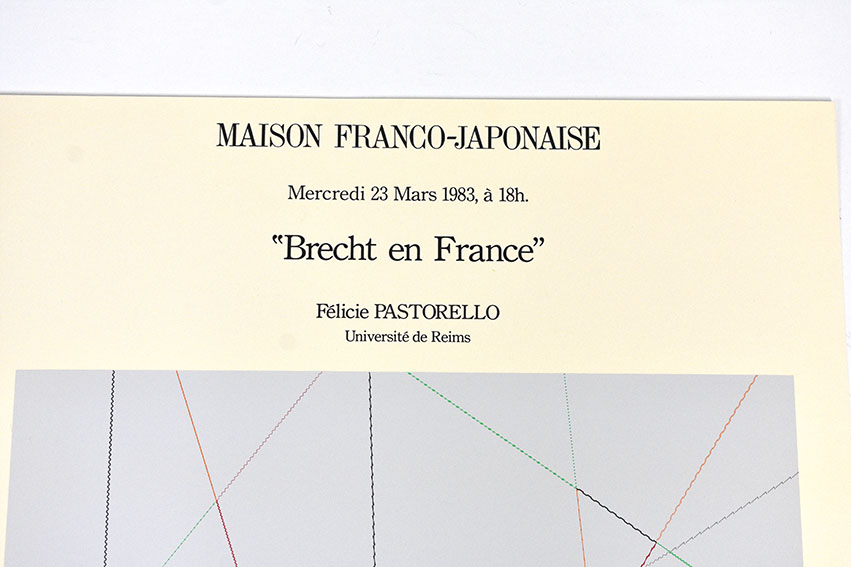 MAISON FRANCO-JAPONAISE
Mercredi 23 Mars 1983, à 18h.
"Brecht en France"
Félicie PASTORELLO
Université de Reims